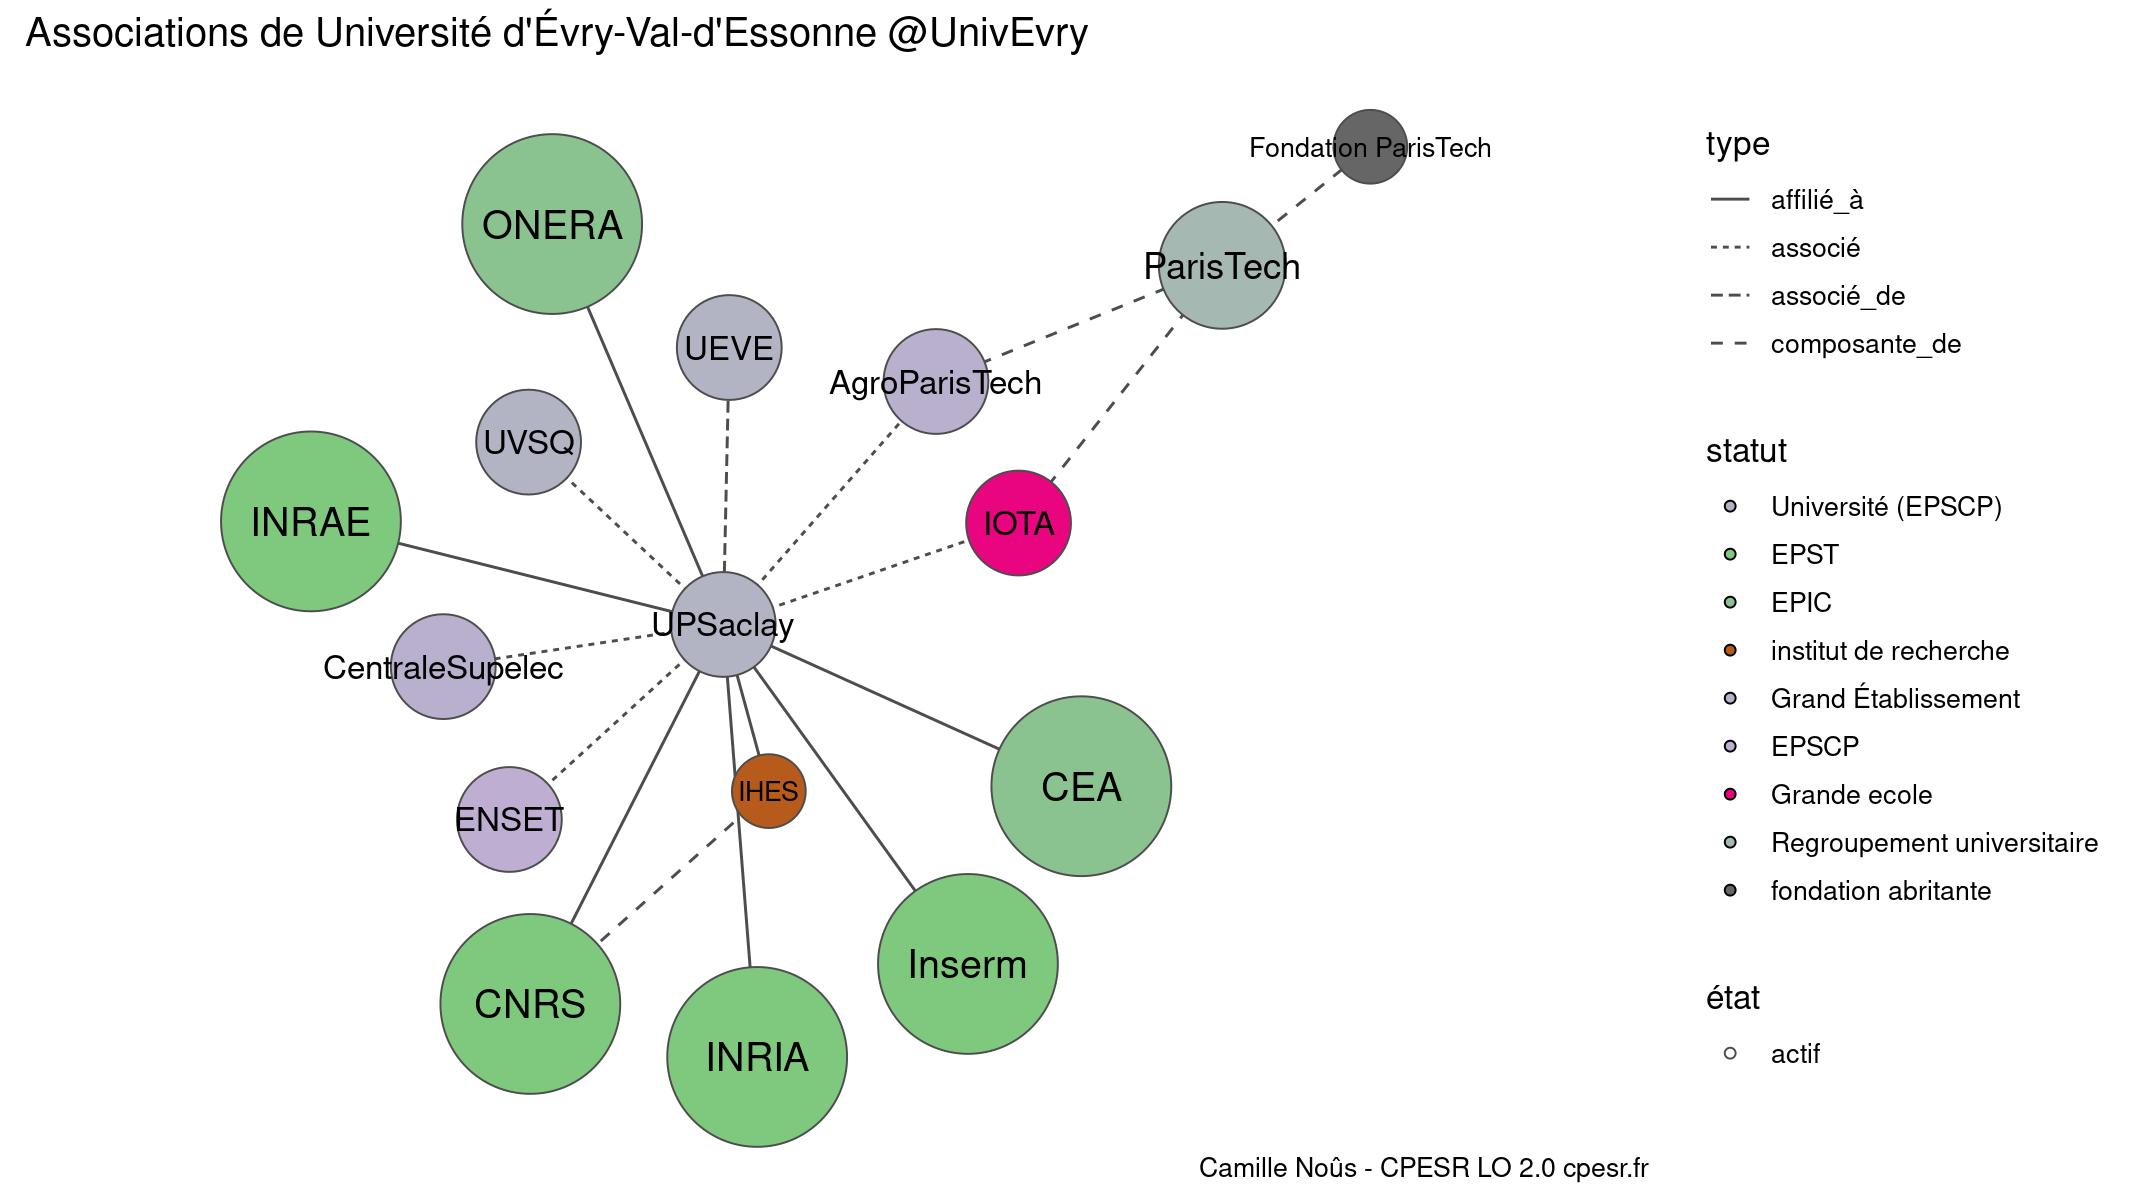 Associations de Université d'Évry-Val-d'Essonne @UnivEvry
Fondation ParisTech
ONERA
ParisTech
UEVE
AgroParisTech
UVSQ
INRAE
IOTA
UPSaclay
CentraleSupelec
CEA
IHES
ENSET
Inserm
CNRS
INRIA
type
affilié_à
associé
associé_de
composante_de
statut
Université (EPSCP)
EPST
EPIC
institut de recherche
Grand Établissement
EPSCP
Grande ecole
Regroupement universitaire
fondation abritante
état
actif
Camille Noûs - CPESR LO 2.0 cpesr.fr